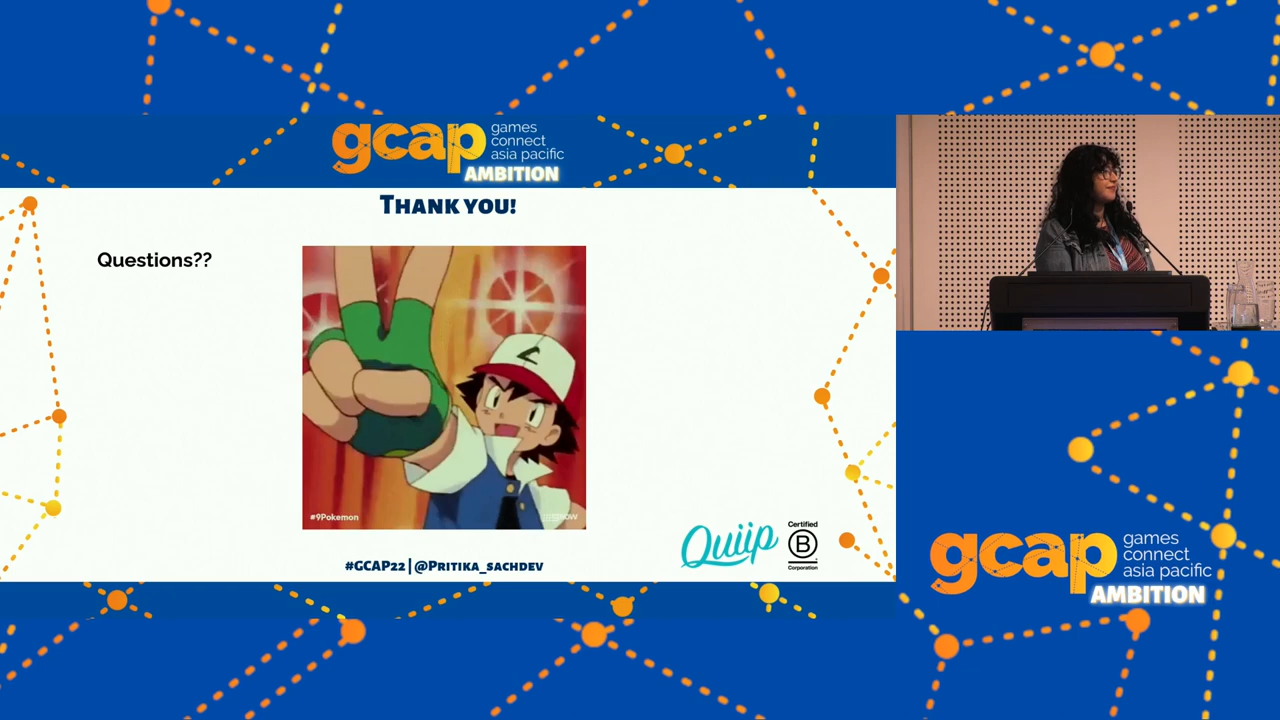 gcap
games
connect
asia pacific
AMBITION
THANK YOU!
Questions??
#9Pokemon
#GCAP22 | @PRITIKA_SACHDEV
Quiip
Certified
B
Corporation
gcap
games
connect
asia pacific
AMBITION